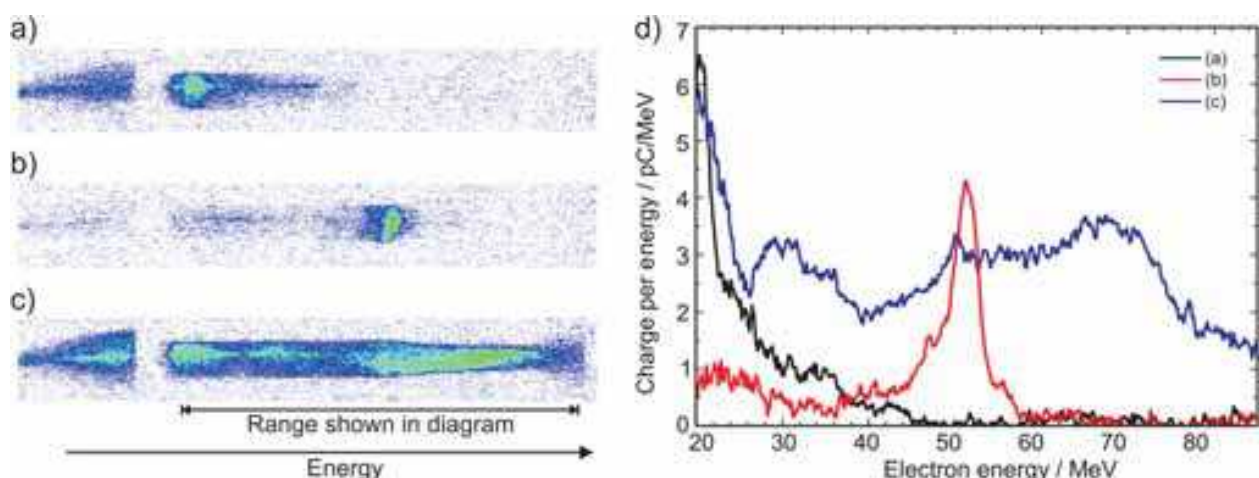 a)
b)
c)
Range shown in diagram
Energy
d)
7
6
5
4
3
2
1
0
20 30 40 50 60 70 80
Charge per energy / pC/MeV
Electron energy / MeV
(a)
(b)
(c)